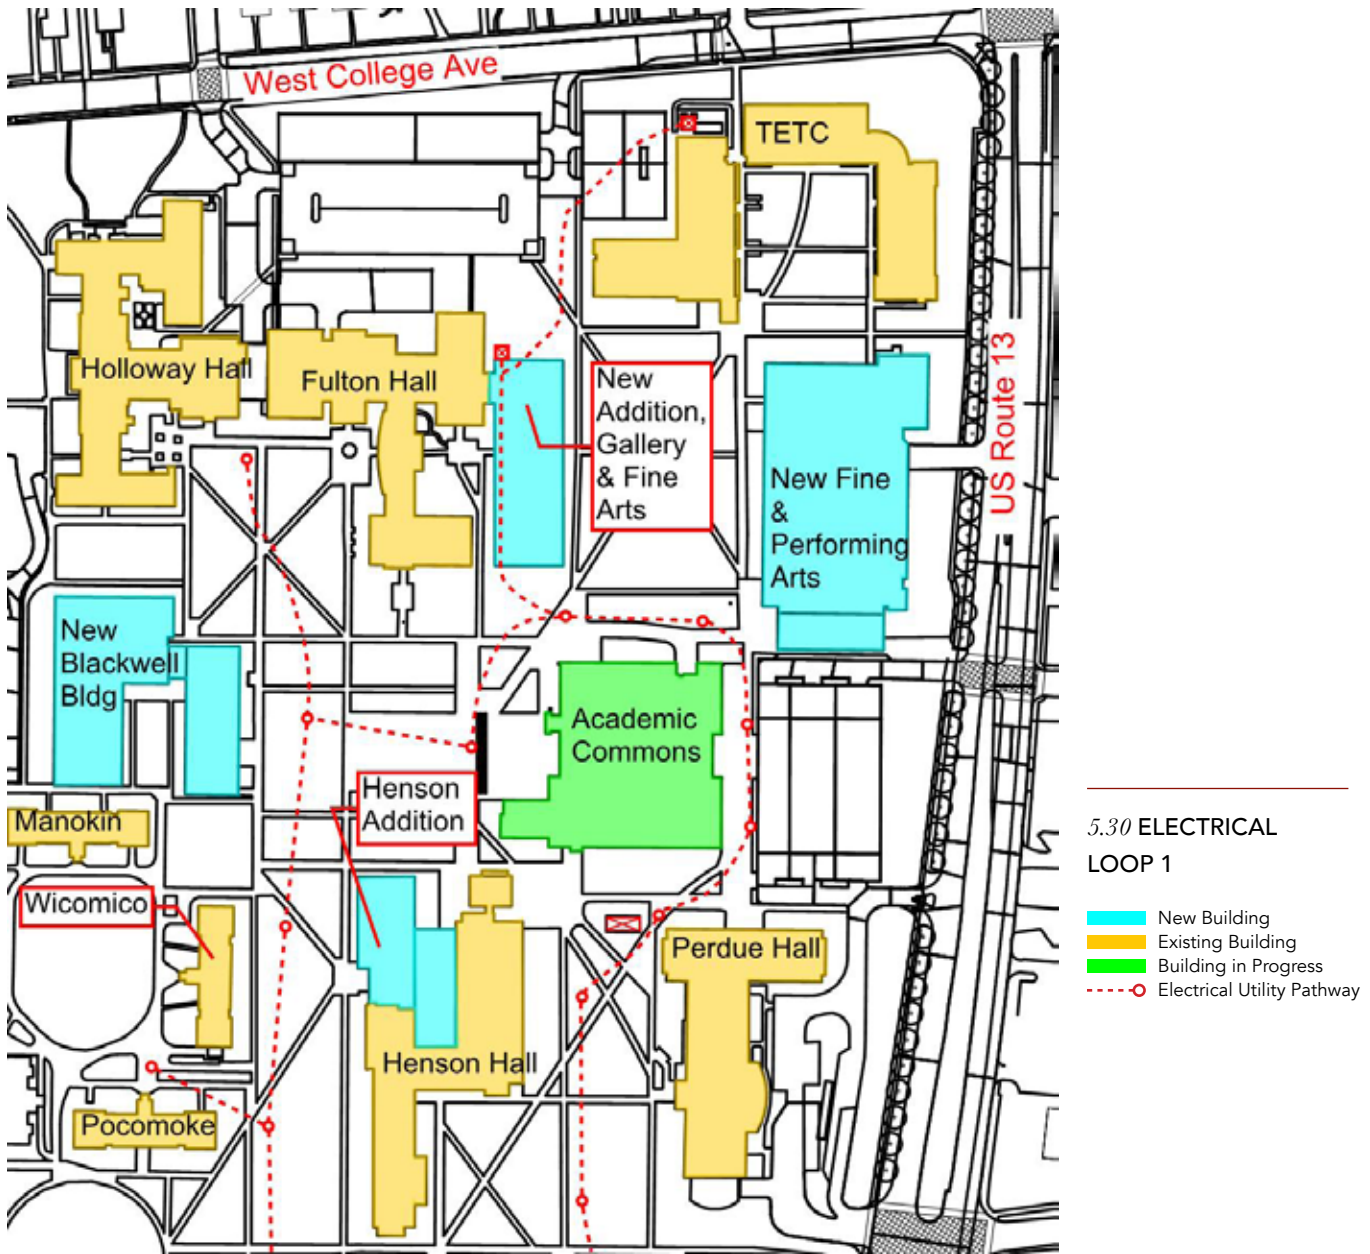 West College Ave
TETC
Holloway Hall
Fulton Hall
New
Addition,
Gallery
& Fine
Arts
US Route 13
New Fine
&
Performing
Arts
New
Blackwell
Bldg
Academic
Commons
Henson
Addition
Manokin
Wicomico
Perdue Hall
Henson Hall
Pocomoke
5.30 ELECTRICAL
LOOP 1
New Building
Existing Building
Building in Progress
Electrical Utility Pathway